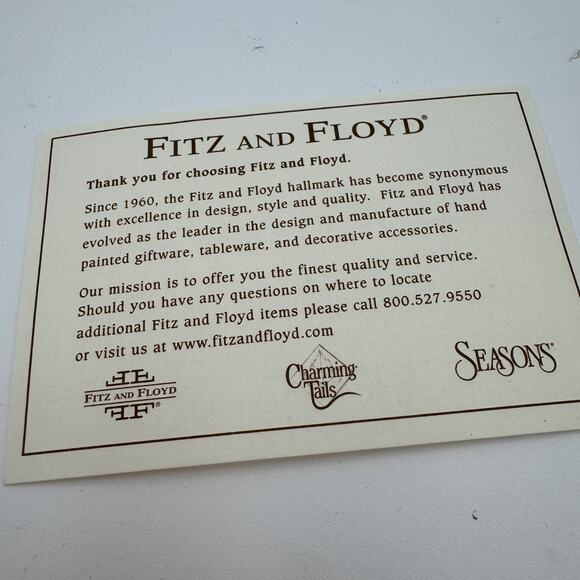 FITZ AND FLOYD®
Thank you for choosing Fitz and Floyd.
Since 1960, the Fitz and Floyd hallmark has become synonymous
with excellence in design, style and quality. Fitz and Floyd has
evolved as the leader in the design and manufacture of hand
painted giftware, tableware, and decorative accessories.
Our mission is to offer you the finest quality and service.
Should you have any questions on where to locate
additional Fitz and Floyd items please call 800.527.9550
or visit us at www.fitzandfloyd.com
FF
FITZ AND FLOYD
FF®
Charming
Tails
SEASONS®